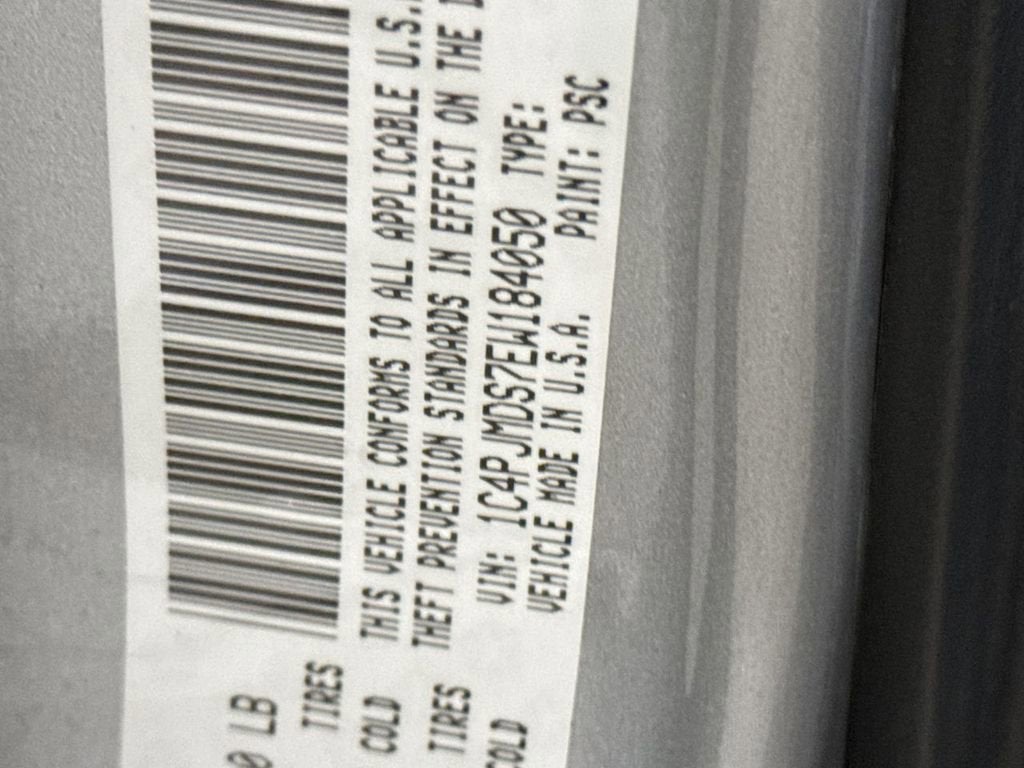 0 LB
TIRES
COLD
TIRES
COLD
THIS VEHICLE CONFORMS TO ALL APPLICABLE U.S.
THEFT PREVENTION STANDARDS IN EFFECT ON THE D
VIN: 1C4PJMDS7EW184050 TYPE:
VEHICLE MADE IN U.S.A. PAINT: PSC